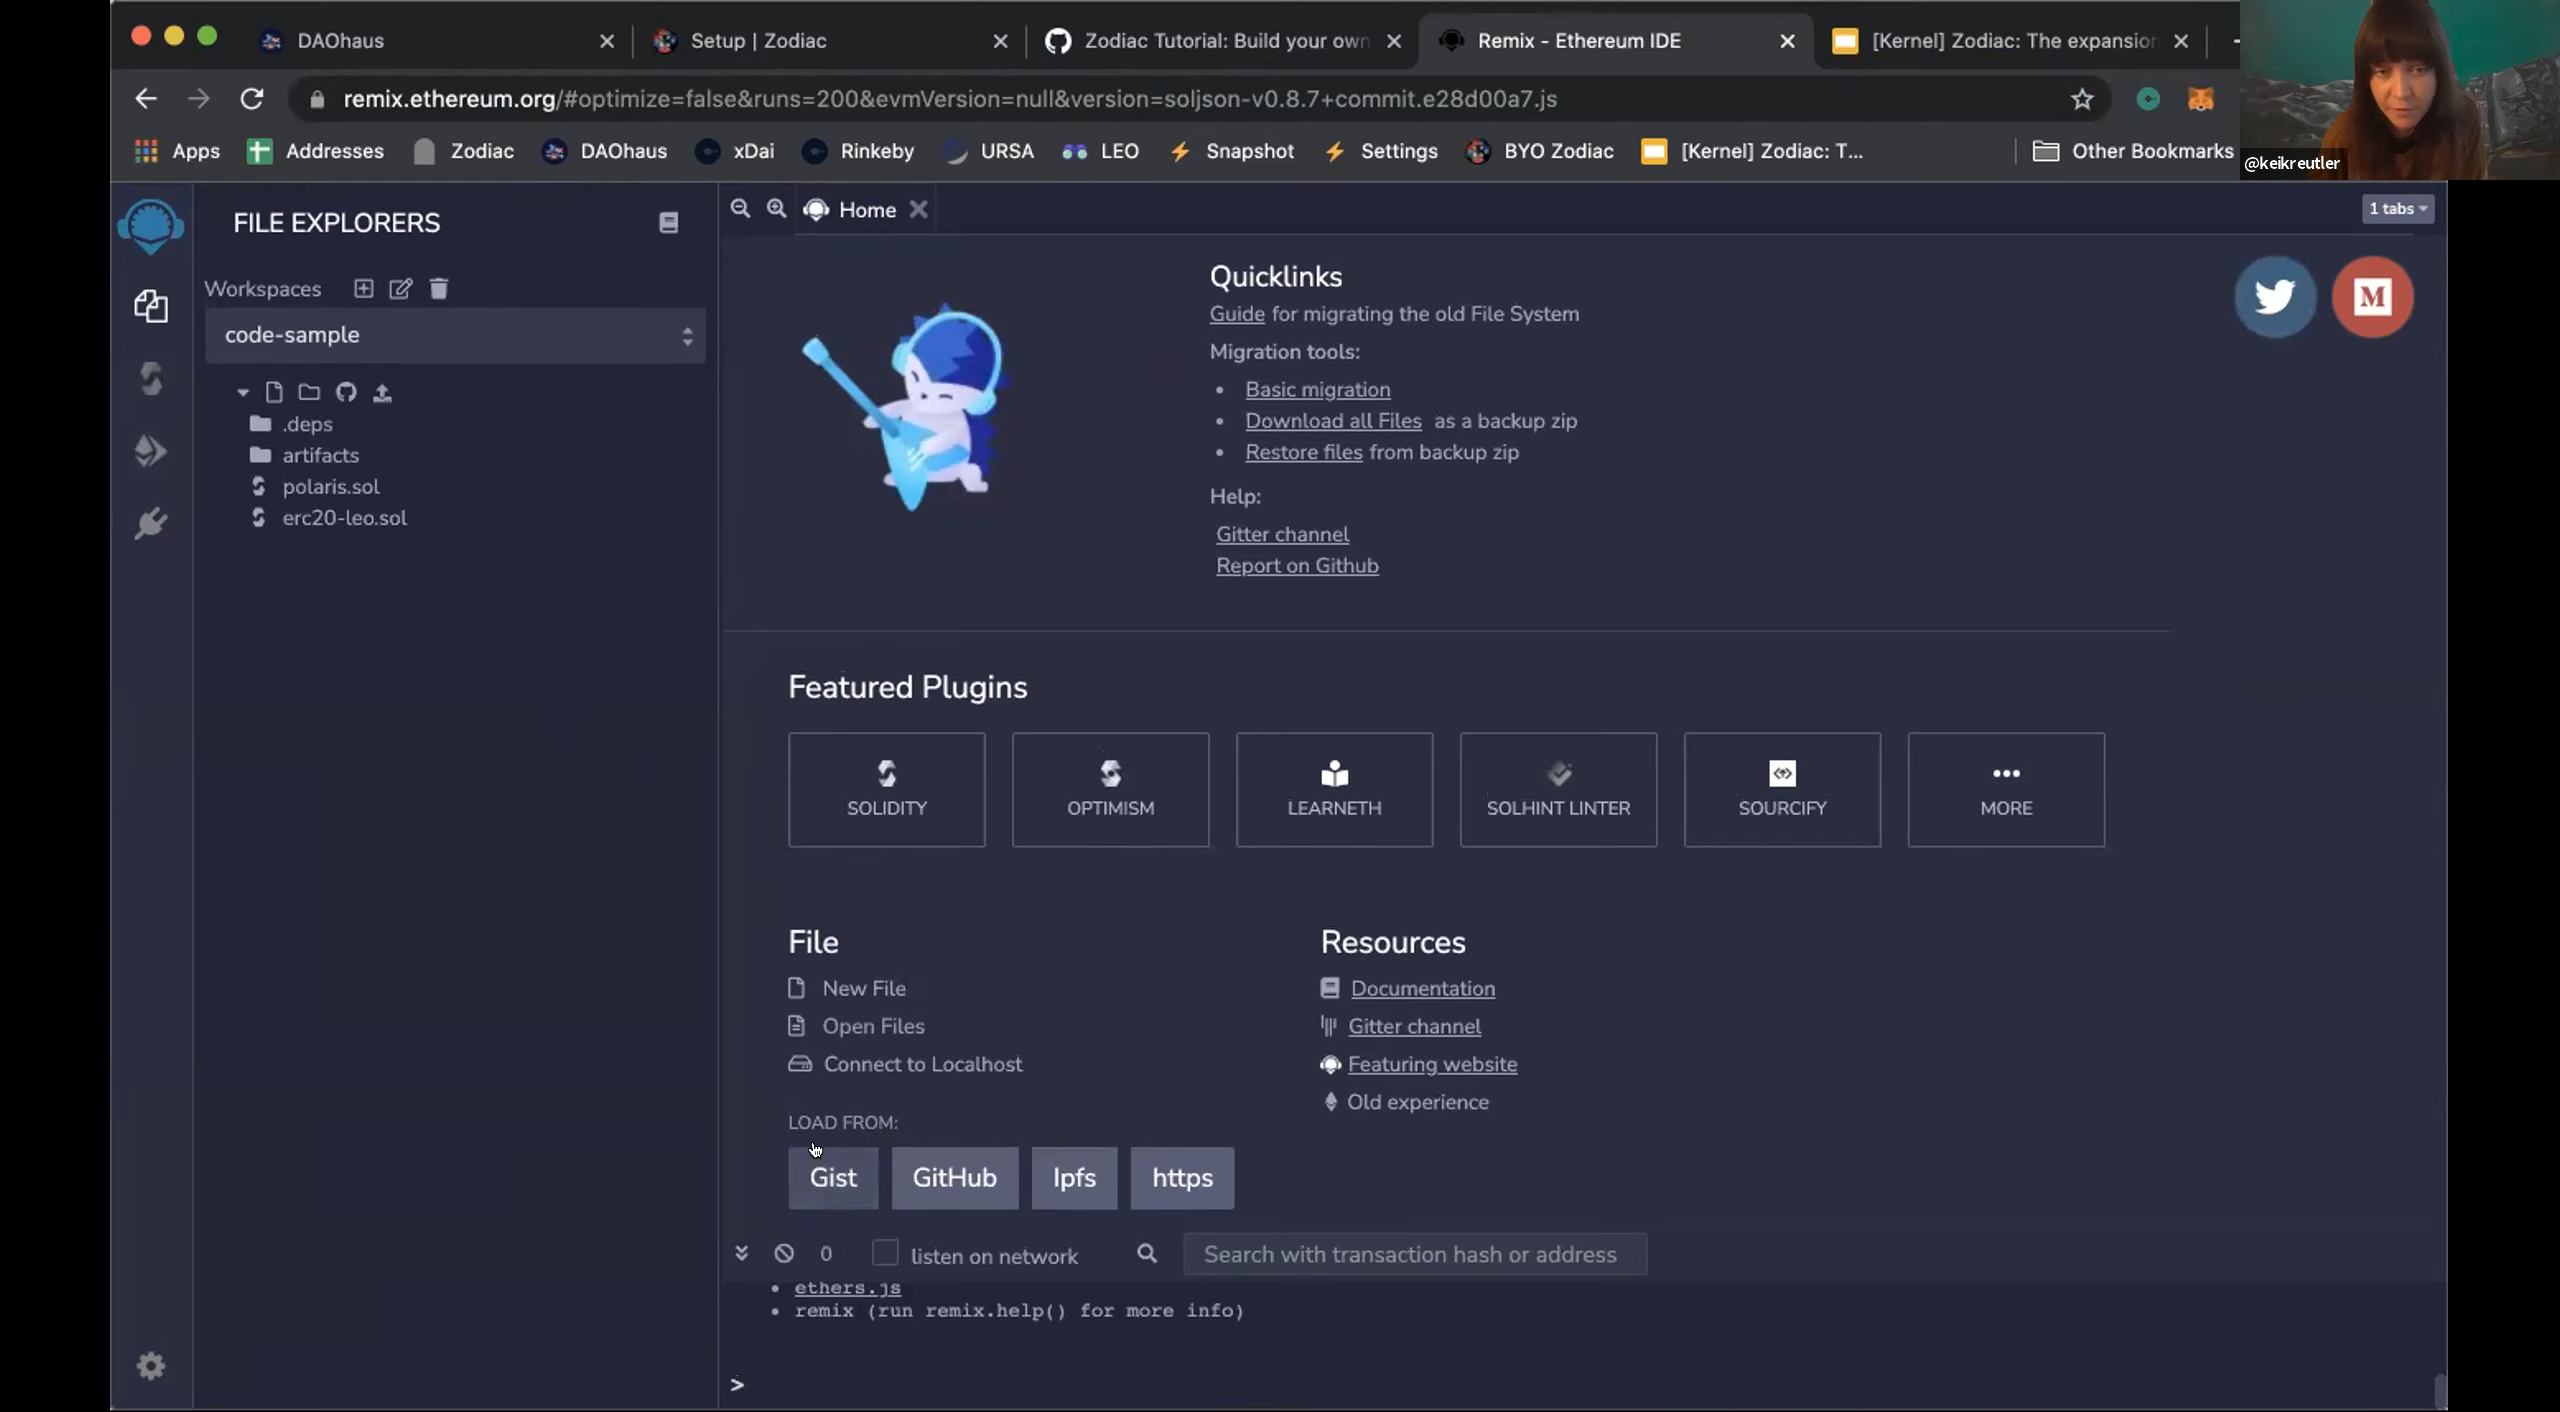 DAOhaus
Setup | Zodiac
Zodiac Tutorial: Build your own
Remix - Ethereum IDE
[Kernel] Zodiac: The expansion
remix.ethereum.org/#optimize=false&runs=200&evmVersion=null&version=soljson-v0.8.7+commit.e28d00a7.js
Apps
Addresses
Zodiac
DAOhaus
xDai
Rinkeby
URSA
LEO
Snapshot
Settings
BYO Zodiac
[Kernel] Zodiac: T...
Other Bookmarks
@keikreutler
FILE EXPLORERS
Workspaces
code-sample
.deps
artifacts
polaris.sol
erc20-leo.sol
Home
1 tabs
Quicklinks
Guide for migrating the old File System
Migration tools:
• Basic migration
• Download all Files as a backup zip
• Restore files from backup zip
Help:
Gitter channel
Report on Github
M
Featured Plugins
SOLIDITY
OPTIMISM
LEARNETH
SOLHINT LINTER
SOURCIFY
MORE
File
New File
Open Files
Connect to Localhost
LOAD FROM:
Gist
GitHub
Ipfs
https
Resources
Documentation
Gitter channel
Featuring website
Old experience
0
listen on network
Search with transaction hash or address
• ethers.js
• remix (run remix.help() for more info)
>